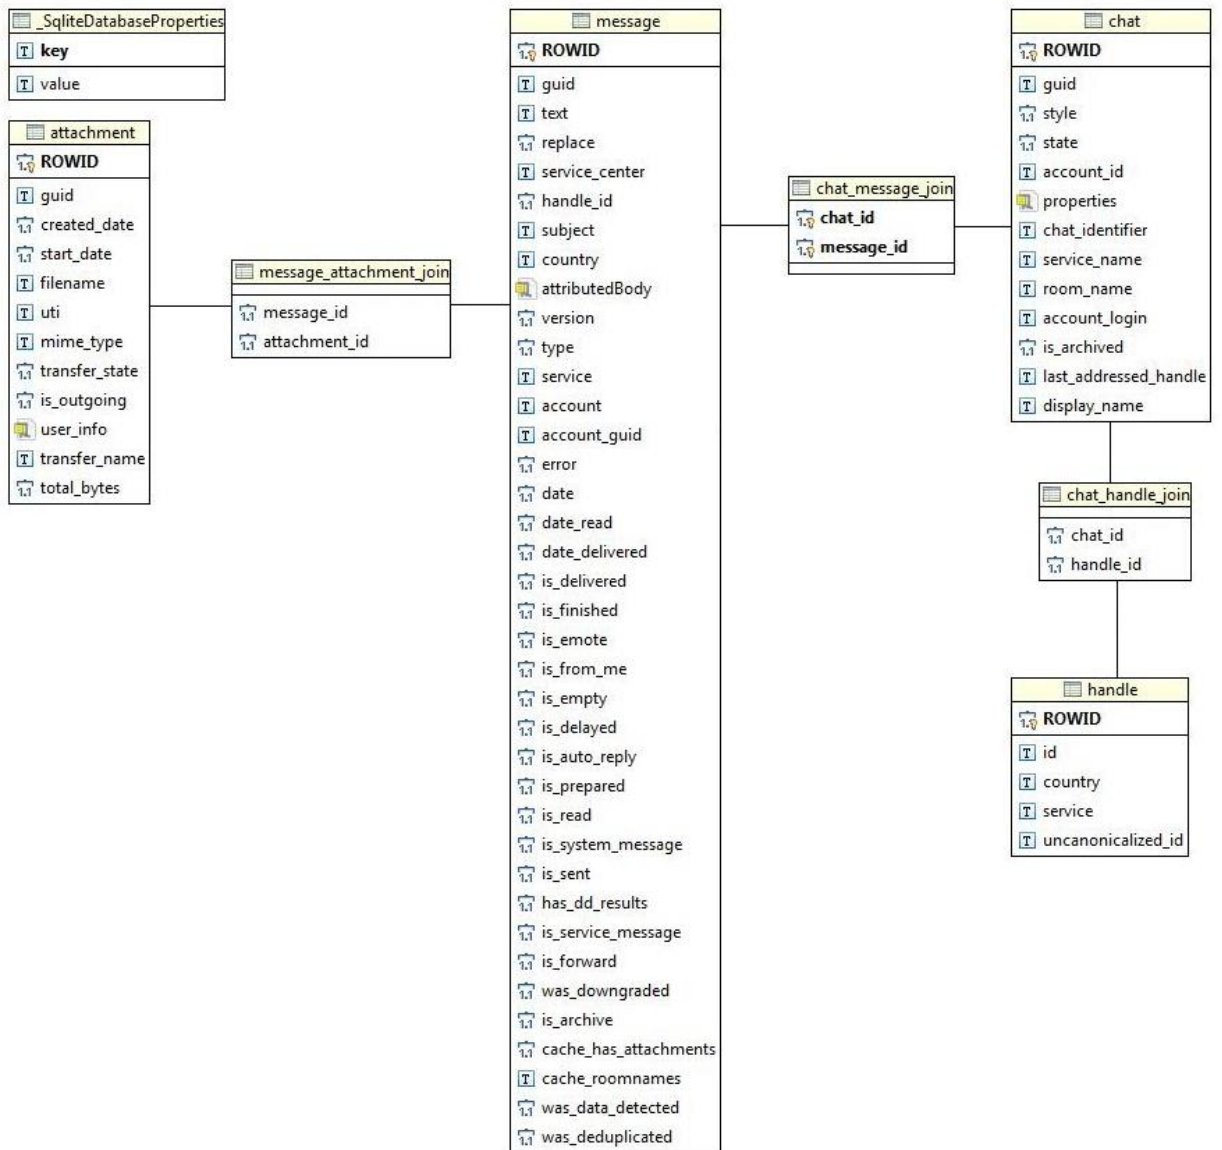 _SqliteDatabaseProperties
key
value
attachment
ROWID
guid
created_date
start_date
filename
uti
mime_type
transfer_state
is_outgoing
user_info
transfer_name
total_bytes
message_attachment_join
message_id
attachment_id
message
ROWID
guid
text
replace
service_center
handle_id
subject
country
attributedBody
version
type
service
account
account_guid
error
date
date_read
date_delivered
is_delivered
is_finished
is_emote
is_from_me
is_empty
is_delayed
is_auto_reply
is_prepared
is_read
is_system_message
is_sent
has_dd_results
is_service_message
is_forward
was_downgraded
is_archive
cache_has_attachments
cache_roomnames
was_data_detected
was_deduplicated
chat_message_join
chat_id
message_id
chat
ROWID
guid
style
state
account_id
properties
chat_identifier
service_name
room_name
account_login
is_archived
last_addressed_handle
display_name
chat_handle_join
chat_id
handle_id
handle
ROWID
id
country
service
uncanonicalized_id